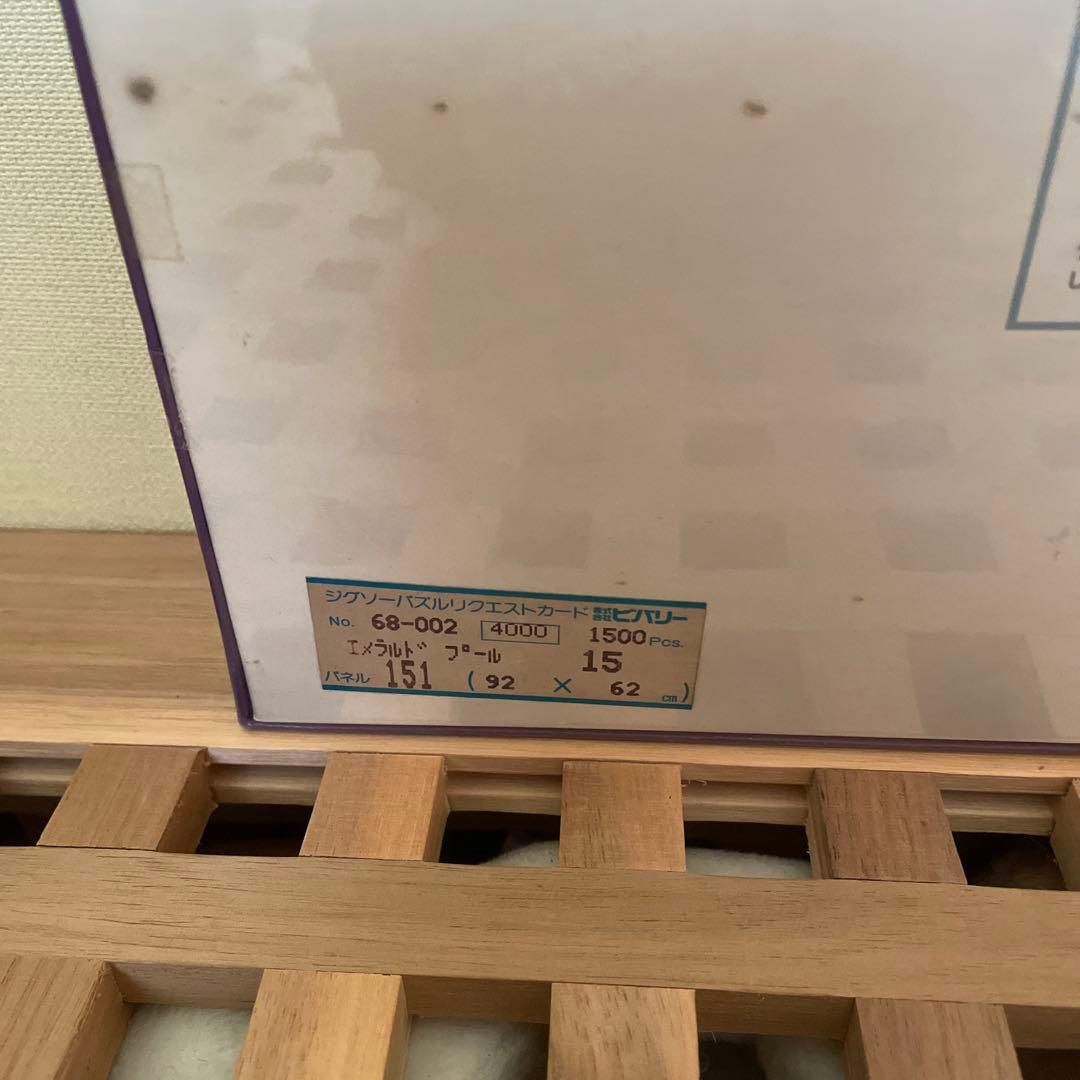 ジグソーパズルリクエストカード 株式会社ビバリー
No. 68-002 4000 1500 Pcs.
エメラルド プール 15
パネル 151 ( 92 × 62 cm )